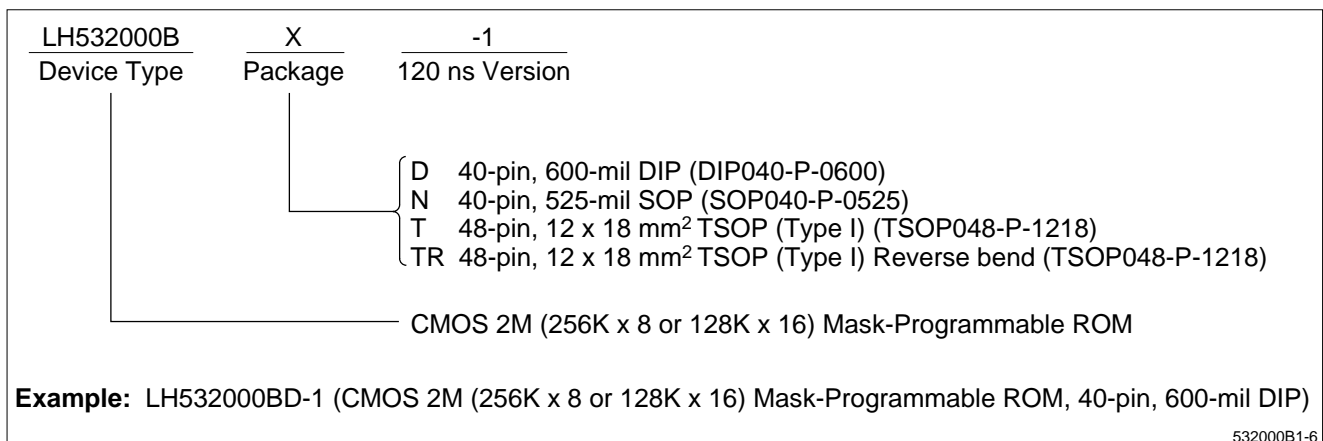 LH532000B X -1
Device Type Package 120 ns Version
D 40-pin, 600-mil DIP (DIP040-P-0600)
N 40-pin, 525-mil SOP (SOP040-P-0525)
T 48-pin, 12 x 18 mm² TSOP (Type I) (TSOP048-P-1218)
TR 48-pin, 12 x 18 mm² TSOP (Type I) Reverse bend (TSOP048-P-1218)
CMOS 2M (256K x 8 or 128K x 16) Mask-Programmable ROM
Example: LH532000BD-1 (CMOS 2M (256K x 8 or 128K x 16) Mask-Programmable ROM, 40-pin, 600-mil DIP)
532000B1-6